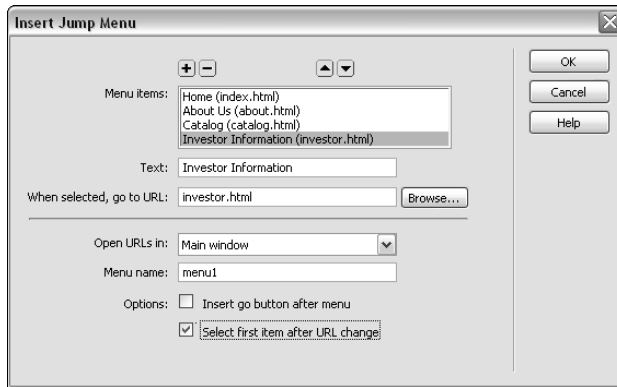 Insert Jump Menu
OK
Menu items:
Home (index.html)
About Us (about.html)
Catalog (catalog.html)
Investor Information (investor.html)
Cancel
Help
Text: Investor Information
When selected, go to URL: investor.html Browse...
Open URLs in: Main window
Menu name: menu1
Options: Insert go button after menu
Select first item after URL change